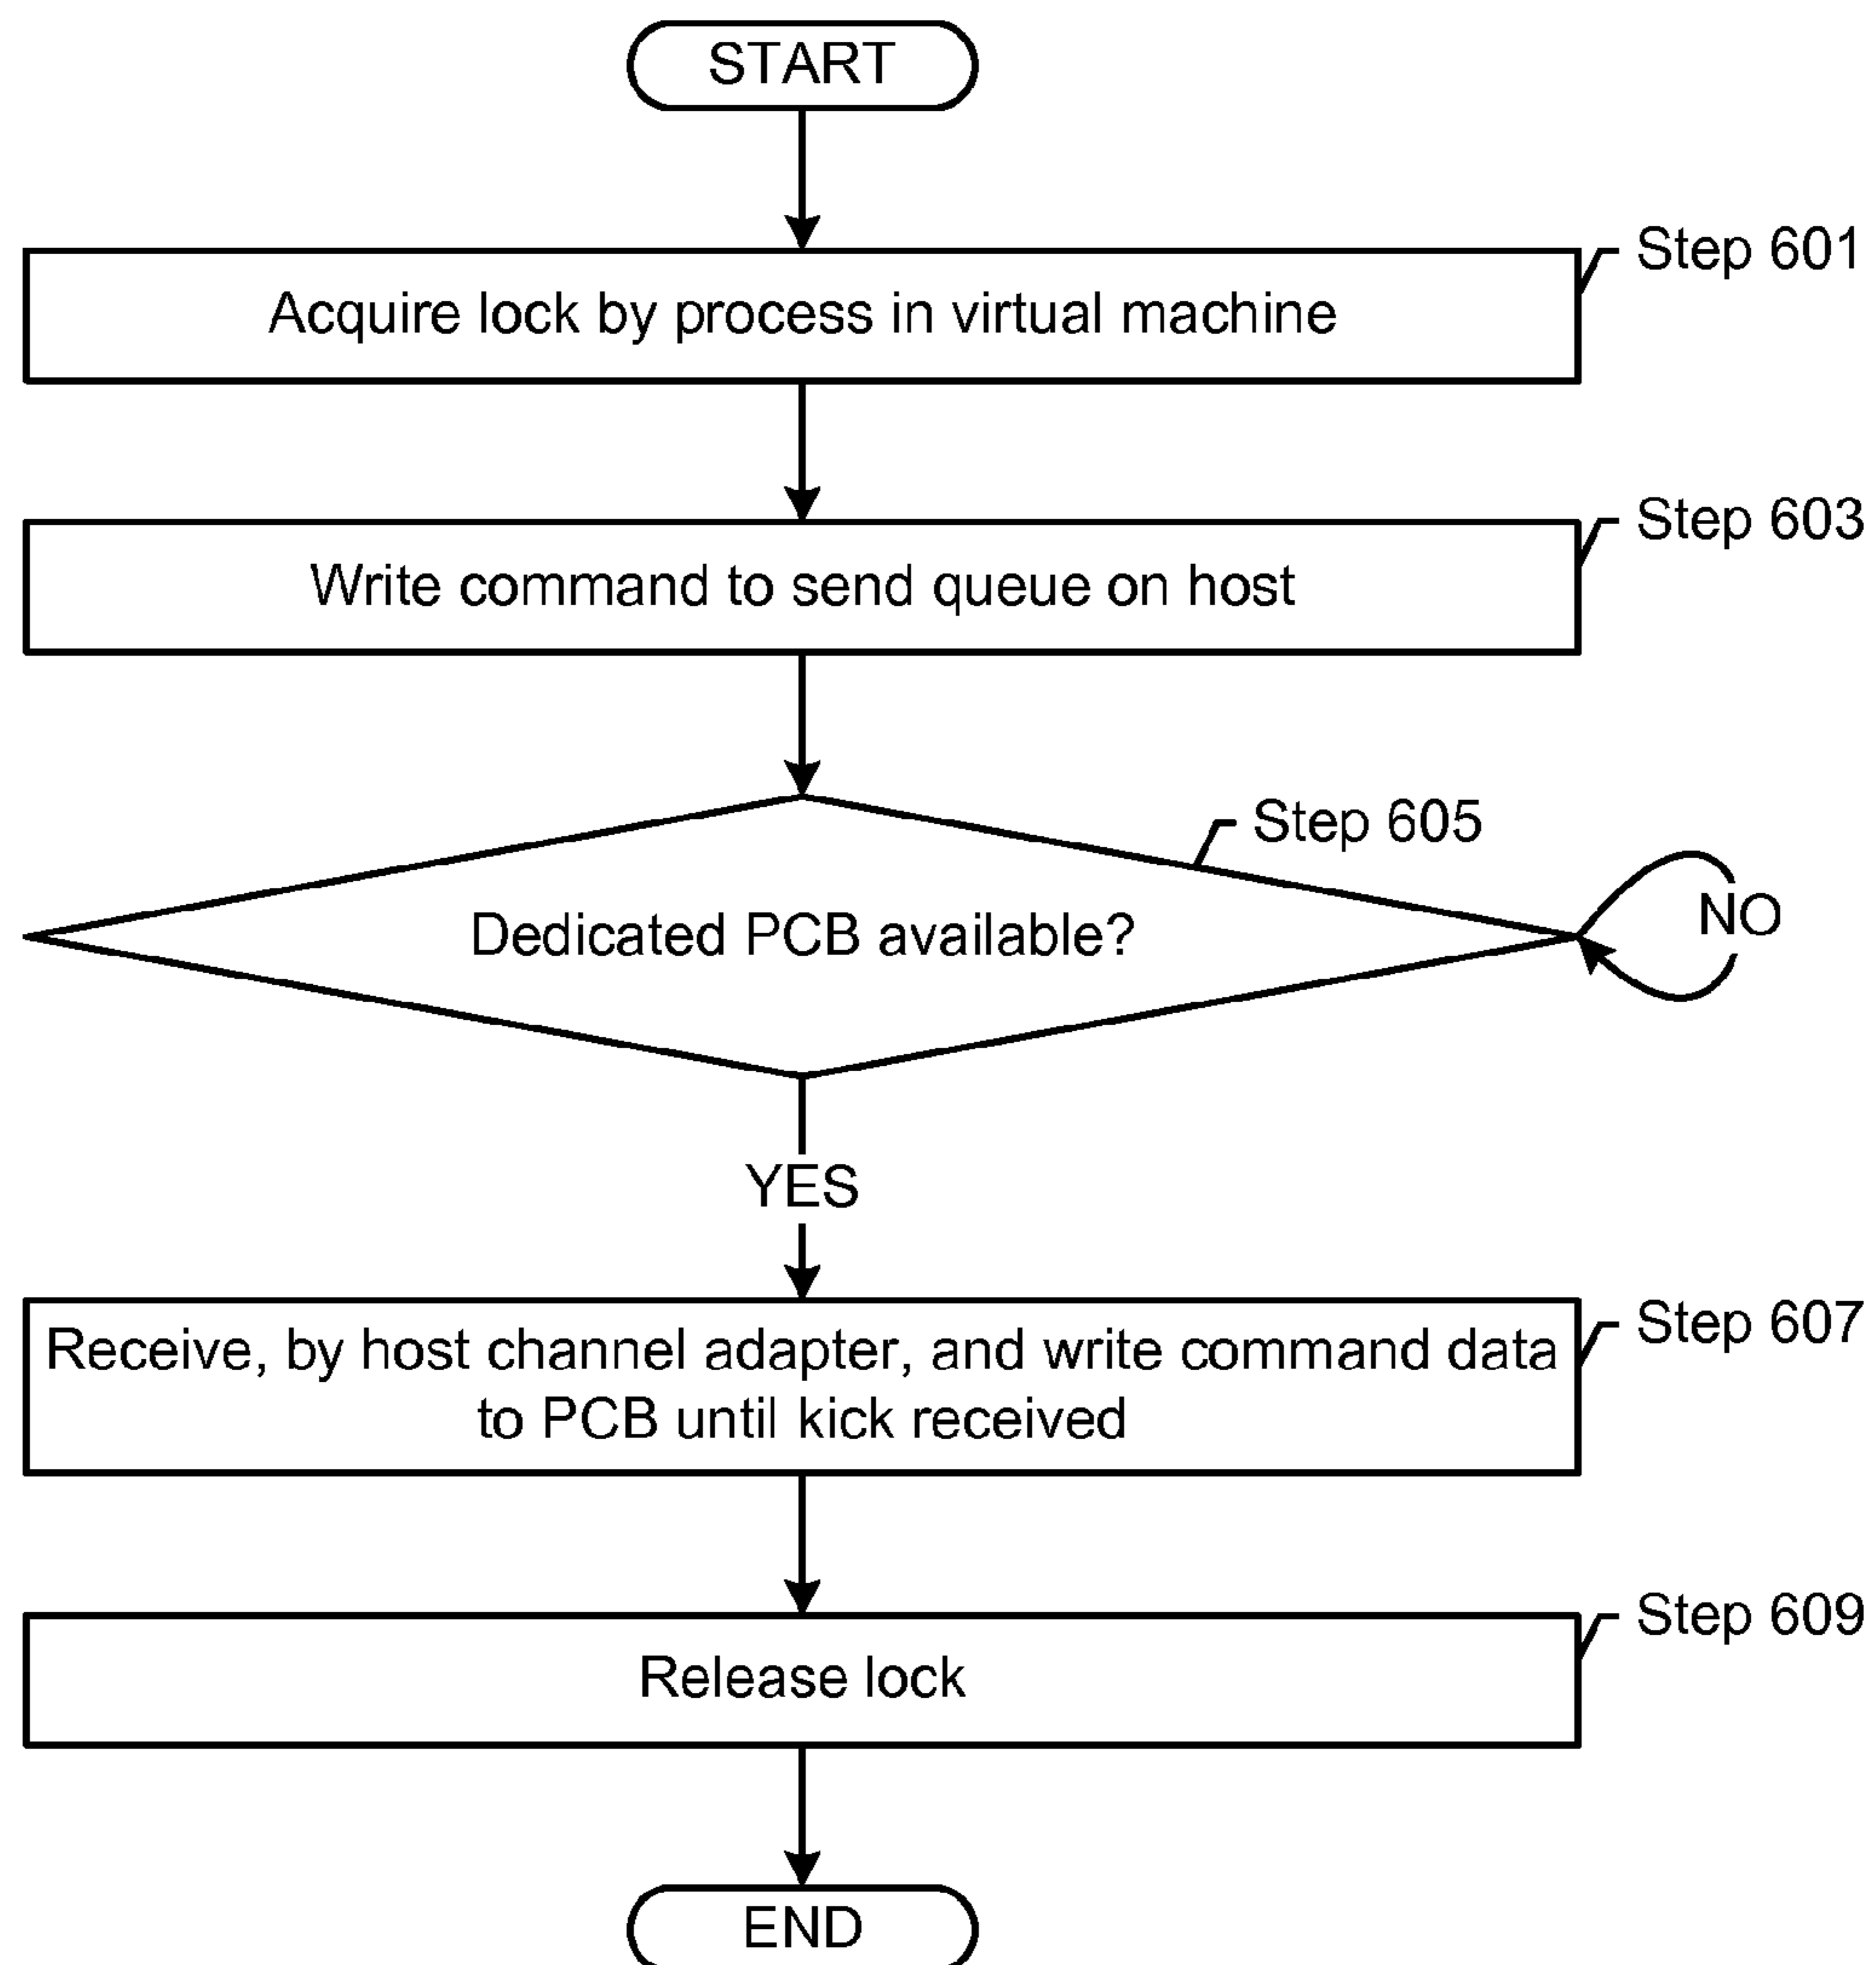 START
Step 601
Acquire lock by process in virtual machine
Step 603
Write command to send queue on host
Step 605
Dedicated PCB available?
NO
YES
Step 607
Receive, by host channel adapter, and write command data
to PCB until kick received
Step 609
Release lock
END